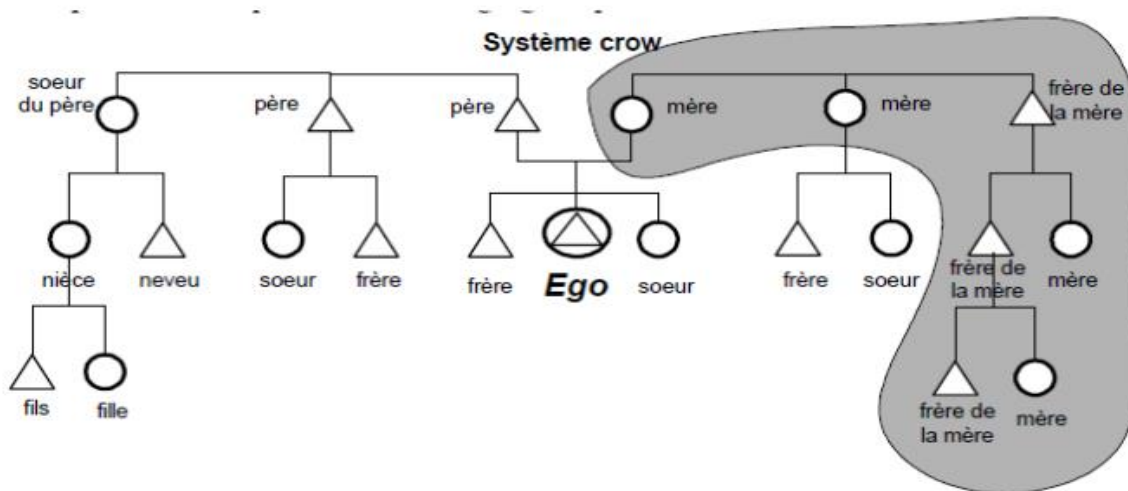 Système crow
soeur
du père
père
père
mère
mère
frère de
la mère
nièce
neveu
soeur
frère
frère
Ego
soeur
frère
soeur
frère de
la mère
mère
fils
fille
frère de
la mère
mère